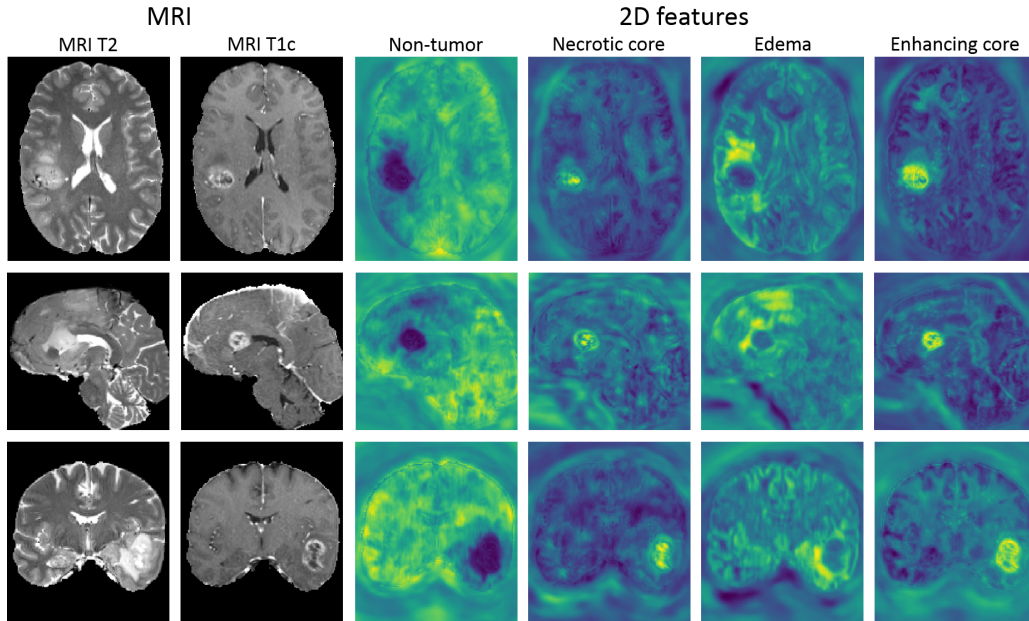 MRI
2D features
MRI T2
MRI T1c
Non-tumor
Necrotic core
Edema
Enhancing core